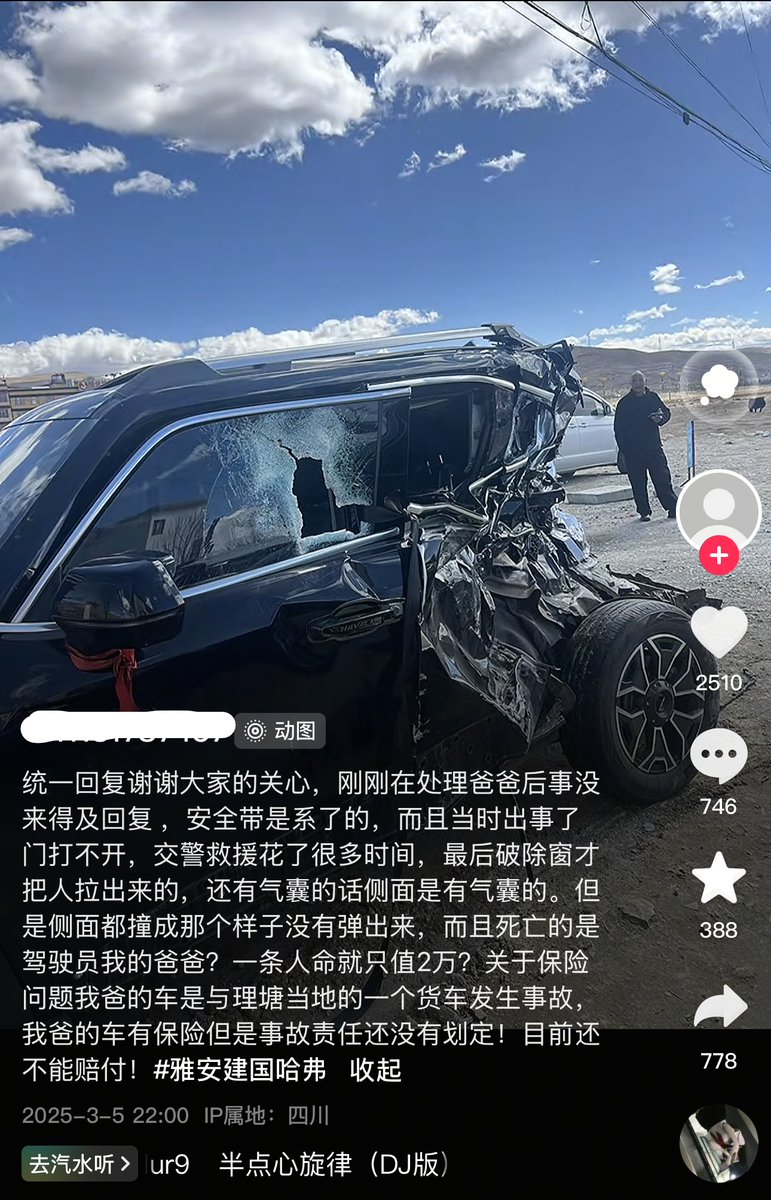 HAVAL
2510
动图
统一回复谢谢大家的关心，刚刚在处理爸爸后事没
来得及回复 ，安全带是系了的，而且当时出事了
门打不开，交警救援花了很多时间，最后破除窗才
把人拉出来的，还有气囊的话侧面是有气囊的。但
是侧面都撞成那个样子没有弹出来，而且死亡的是
驾驶员我的爸爸？一条人命就只值2万？关于保险
问题我爸的车是与理塘当地的一个货车发生事故，
我爸的车有保险但是事故责任还没有划定！目前还
不能赔付！#雅安建国哈弗 收起
746
388
778
2025-3-5 22:00 IP属地：四川
去汽水听 ur9 半点心旋律（DJ版）